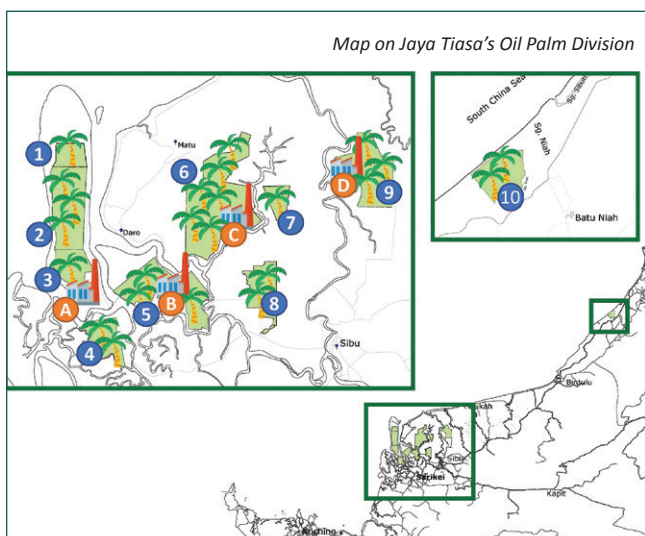 Map on Jaya Tiasa's Oil Palm Division
1
2
3
A
4
5
B
6
C
7
8
D
9
Matu
Daro
Sibu
South China Sea
Sg. Niah
10
Batu Niah
Bintulu
Sibu
Sarikei
Kapit